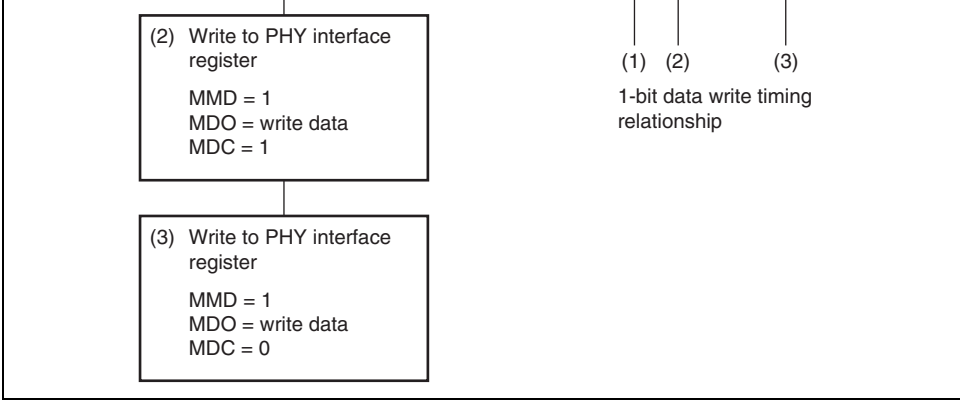 (2) Write to PHY interface
register
MMD = 1
MDO = write data
MDC = 1
(3) Write to PHY interface
register
MMD = 1
MDO = write data
MDC = 0
(1) (2) (3)
1-bit data write timing
relationship